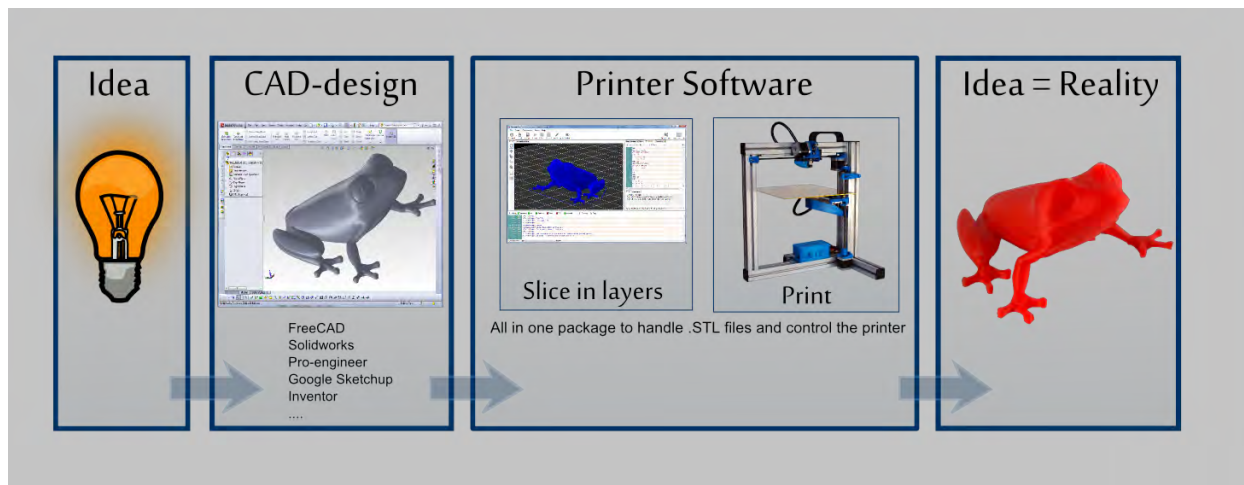 Idea
CAD-design
FreeCAD
Solidworks
Pro-engineer
Google Sketchup
Inventor
....
Printer Software
Slice in layers
Print
All in one package to handle .STL files and control the printer
Idea = Reality